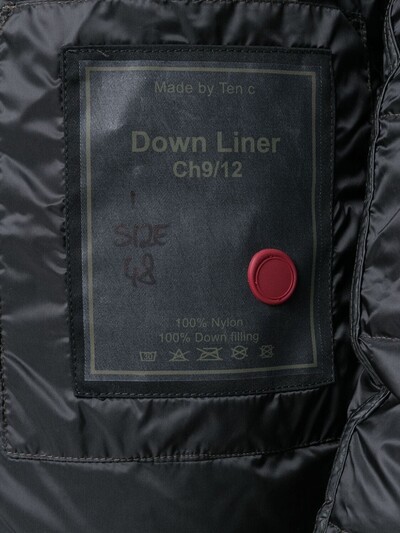 Made by Ten c
Down Liner
Ch9/12
SIZE
48
100% Nylon
100% Down filling